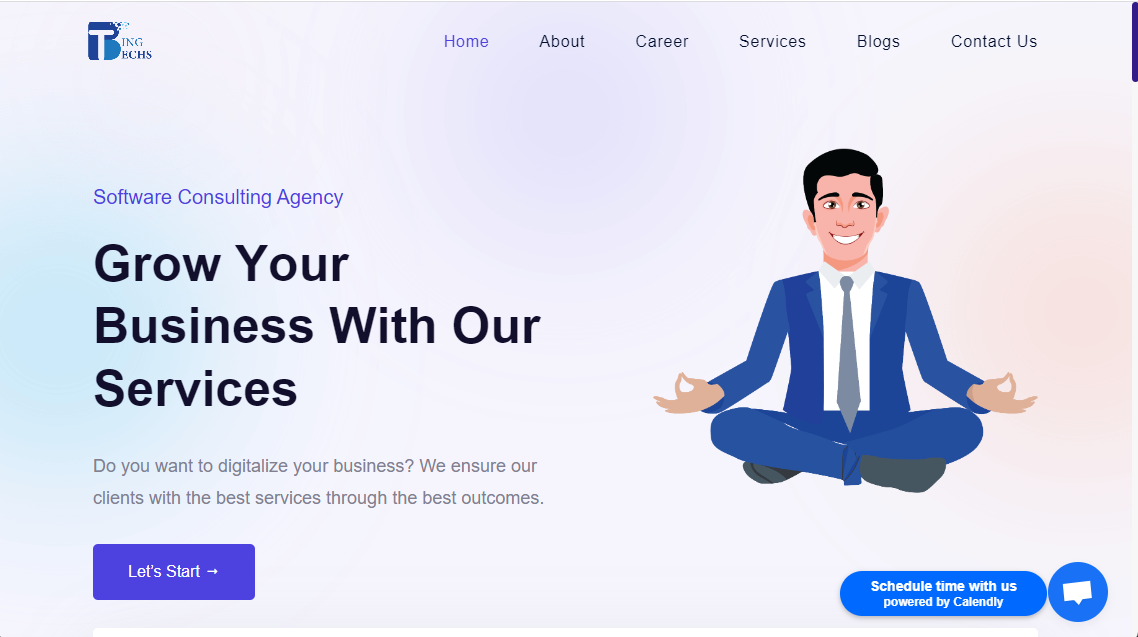 ING
ECHS
Home About Career Services Blogs Contact Us
Software Consulting Agency
Grow Your
Business With Our
Services
Do you want to digitalize your business? We ensure our
clients with the best services through the best outcomes.
Let's Start →
Schedule time with us
powered by Calendly